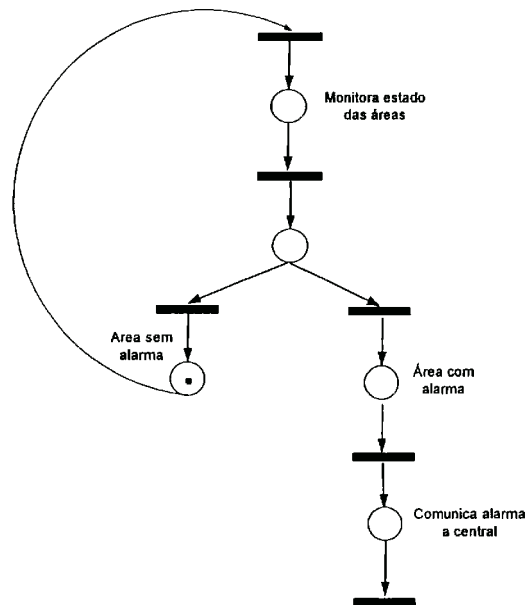 Monitora estado
das áreas
Area sem
alarma
Área com
alarma
Comunica alarma
a central